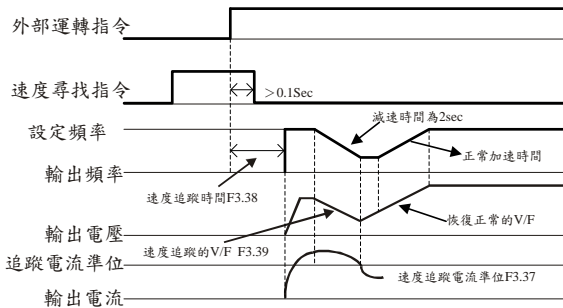 外部運轉指令
速度尋找指令
＞0.1Sec
設定頻率
減速時間為2sec
正常加速時間
輸出頻率
速度追蹤時間F3.38
輸出電壓
速度追蹤的V/F F3.39
恢復正常的V/F
追蹤電流準位
速度追蹤電流準位F3.37
輸出電流